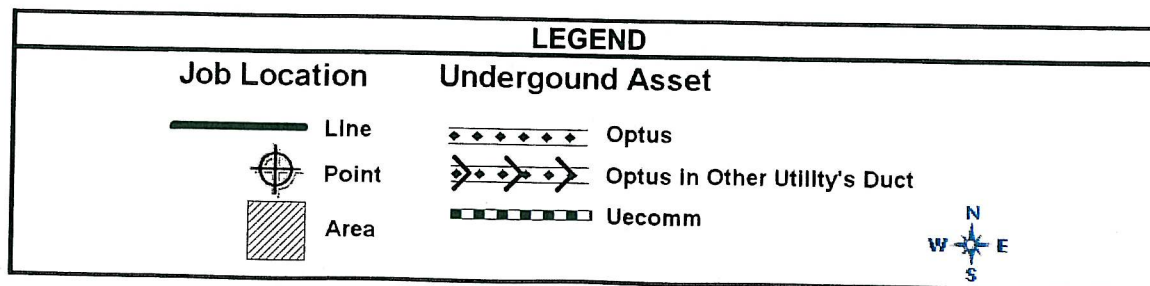 LEGEND
Job Location
Undergound Asset
Line
Point
Area
Optus
Optus in Other Utility's Duct
Uecomm
N
W E
S